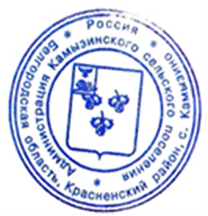 * Россия *
Белгородская область, Красненский район, с. Камызино
Администрация Камызинского сельского поселения